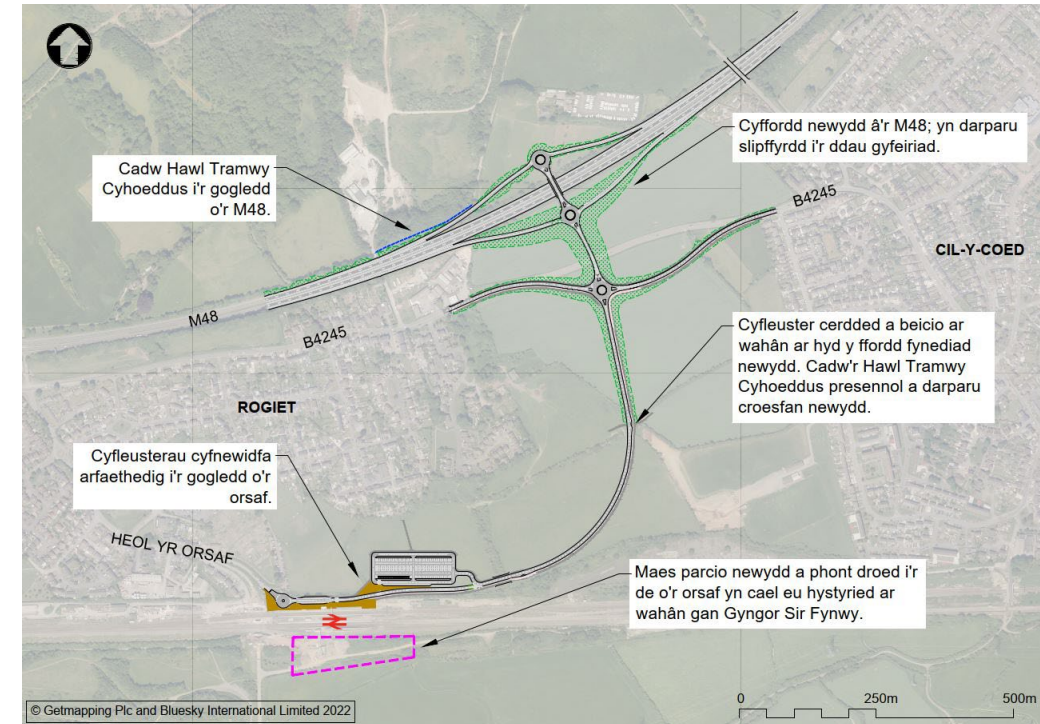 Cyffordd newydd â'r M48; yn darparu
slipffyrdd i'r ddau gyfeiriad.
Cadw Hawl Tramwy
Cyhoeddus i'r gogledd
o'r M48.
B4245
CIL-Y-COED
M48
B4245
Cyfleuster cerdded a beicio ar
wahân ar hyd y ffordd fynediad
newydd. Cadw'r Hawl Tramwy
Cyhoeddus presennol a darparu
croesfan newydd.
ROGIET
Cyfleusterau cyfnewidfa
arfaethedig i'r gogledd o'r
orsaf.
HEOL YR ORSAF
Maes parcio newydd a phont droed i'r
de o'r orsaf yn cael eu hystyried ar
wahân gan Gyngor Sir Fynwy.
0 250m 500m
© Getmapping Plc and Bluesky International Limited 2022